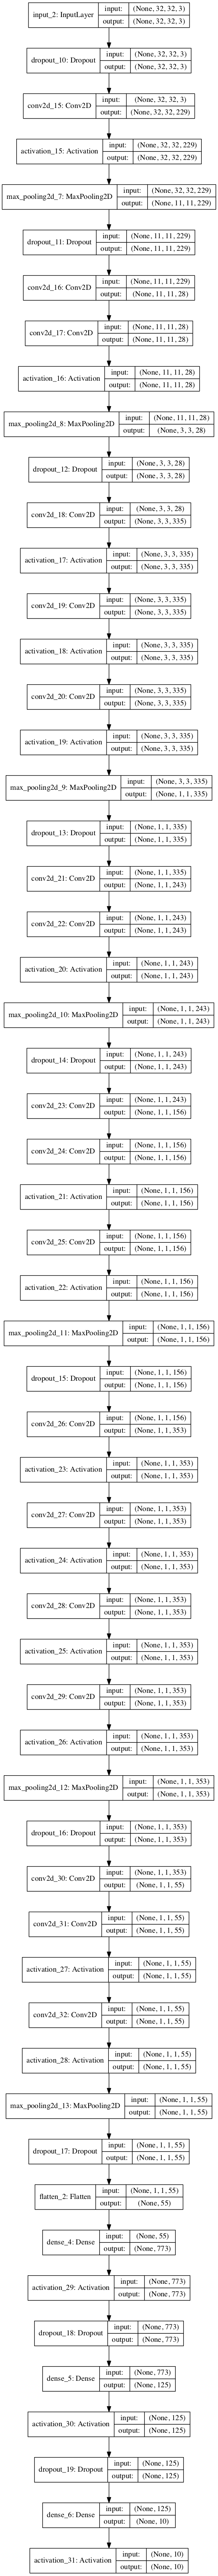 input_2: InputLayer
input: (None, 32, 32, 3)
output: (None, 32, 32, 3)
dropout_10: Dropout
input: (None, 32, 32, 3)
output: (None, 32, 32, 3)
conv2d_15: Conv2D
input: (None, 32, 32, 3)
output: (None, 32, 32, 229)
activation_15: Activation
input: (None, 32, 32, 229)
output: (None, 32, 32, 229)
max_pooling2d_7: MaxPooling2D
input: (None, 32, 32, 229)
output: (None, 11, 11, 229)
dropout_11: Dropout
input: (None, 11, 11, 229)
output: (None, 11, 11, 229)
conv2d_16: Conv2D
input: (None, 11, 11, 229)
output: (None, 11, 11, 28)
conv2d_17: Conv2D
input: (None, 11, 11, 28)
output: (None, 11, 11, 28)
activation_16: Activation
input: (None, 11, 11, 28)
output: (None, 11, 11, 28)
max_pooling2d_8: MaxPooling2D
input: (None, 11, 11, 28)
output: (None, 3, 3, 28)
dropout_12: Dropout
input: (None, 3, 3, 28)
output: (None, 3, 3, 28)
conv2d_18: Conv2D
input: (None, 3, 3, 28)
output: (None, 3, 3, 335)
activation_17: Activation
input: (None, 3, 3, 335)
output: (None, 3, 3, 335)
conv2d_19: Conv2D
input: (None, 3, 3, 335)
output: (None, 3, 3, 335)
activation_18: Activation
input: (None, 3, 3, 335)
output: (None, 3, 3, 335)
conv2d_20: Conv2D
input: (None, 3, 3, 335)
output: (None, 3, 3, 335)
activation_19: Activation
input: (None, 3, 3, 335)
output: (None, 3, 3, 335)
max_pooling2d_9: MaxPooling2D
input: (None, 3, 3, 335)
output: (None, 1, 1, 335)
dropout_13: Dropout
input: (None, 1, 1, 335)
output: (None, 1, 1, 335)
conv2d_21: Conv2D
input: (None, 1, 1, 335)
output: (None, 1, 1, 243)
conv2d_22: Conv2D
input: (None, 1, 1, 243)
output: (None, 1, 1, 243)
activation_20: Activation
input: (None, 1, 1, 243)
output: (None, 1, 1, 243)
max_pooling2d_10: MaxPooling2D
input: (None, 1, 1, 243)
output: (None, 1, 1, 243)
dropout_14: Dropout
input: (None, 1, 1, 243)
output: (None, 1, 1, 243)
conv2d_23: Conv2D
input: (None, 1, 1, 243)
output: (None, 1, 1, 156)
conv2d_24: Conv2D
input: (None, 1, 1, 156)
output: (None, 1, 1, 156)
activation_21: Activation
input: (None, 1, 1, 156)
output: (None, 1, 1, 156)
conv2d_25: Conv2D
input: (None, 1, 1, 156)
output: (None, 1, 1, 156)
activation_22: Activation
input: (None, 1, 1, 156)
output: (None, 1, 1, 156)
max_pooling2d_11: MaxPooling2D
input: (None, 1, 1, 156)
output: (None, 1, 1, 156)
dropout_15: Dropout
input: (None, 1, 1, 156)
output: (None, 1, 1, 156)
conv2d_26: Conv2D
input: (None, 1, 1, 156)
output: (None, 1, 1, 353)
activation_23: Activation
input: (None, 1, 1, 353)
output: (None, 1, 1, 353)
conv2d_27: Conv2D
input: (None, 1, 1, 353)
output: (None, 1, 1, 353)
activation_24: Activation
input: (None, 1, 1, 353)
output: (None, 1, 1, 353)
conv2d_28: Conv2D
input: (None, 1, 1, 353)
output: (None, 1, 1, 353)
activation_25: Activation
input: (None, 1, 1, 353)
output: (None, 1, 1, 353)
conv2d_29: Conv2D
input: (None, 1, 1, 353)
output: (None, 1, 1, 353)
activation_26: Activation
input: (None, 1, 1, 353)
output: (None, 1, 1, 353)
max_pooling2d_12: MaxPooling2D
input: (None, 1, 1, 353)
output: (None, 1, 1, 353)
dropout_16: Dropout
input: (None, 1, 1, 353)
output: (None, 1, 1, 353)
conv2d_30: Conv2D
input: (None, 1, 1, 353)
output: (None, 1, 1, 55)
conv2d_31: Conv2D
input: (None, 1, 1, 55)
output: (None, 1, 1, 55)
activation_27: Activation
input: (None, 1, 1, 55)
output: (None, 1, 1, 55)
conv2d_32: Conv2D
input: (None, 1, 1, 55)
output: (None, 1, 1, 55)
activation_28: Activation
input: (None, 1, 1, 55)
output: (None, 1, 1, 55)
max_pooling2d_13: MaxPooling2D
input: (None, 1, 1, 55)
output: (None, 1, 1, 55)
dropout_17: Dropout
input: (None, 1, 1, 55)
output: (None, 1, 1, 55)
flatten_2: Flatten
input: (None, 1, 1, 55)
output: (None, 55)
dense_4: Dense
input: (None, 55)
output: (None, 773)
activation_29: Activation
input: (None, 773)
output: (None, 773)
dropout_18: Dropout
input: (None, 773)
output: (None, 773)
dense_5: Dense
input: (None, 773)
output: (None, 125)
activation_30: Activation
input: (None, 125)
output: (None, 125)
dropout_19: Dropout
input: (None, 125)
output: (None, 125)
dense_6: Dense
input: (None, 125)
output: (None, 10)
activation_31: Activation
input: (None, 10)
output: (None, 10)